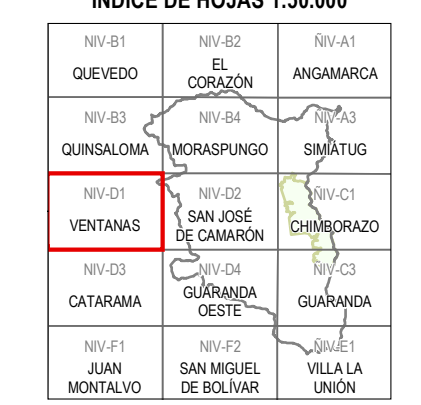 ÍNDICE DE HOJAS 1:50.000
NIV-B1
QUEVEDO
NIV-B2
EL
CORAZÓN
ÑIV-A1
ANGAMARCA
NIV-B3
QUINSALOMA
NIV-B4
MORASPUNGO
ÑIV-A3
SIMIÁTUG
NIV-D1
VENTANAS
NIV-D2
SAN JOSÉ
DE CAMARÓN
ÑIV-C1
CHIMBORAZO
NIV-D3
CATARAMA
NIV-D4
GUARANDA
OESTE
ÑIV-C3
GUARANDA
NIV-F1
JUAN
MONTALVO
NIV-F2
SAN MIGUEL
DE BOLÍVAR
ÑIV-E1
VILLA LA
UNIÓN